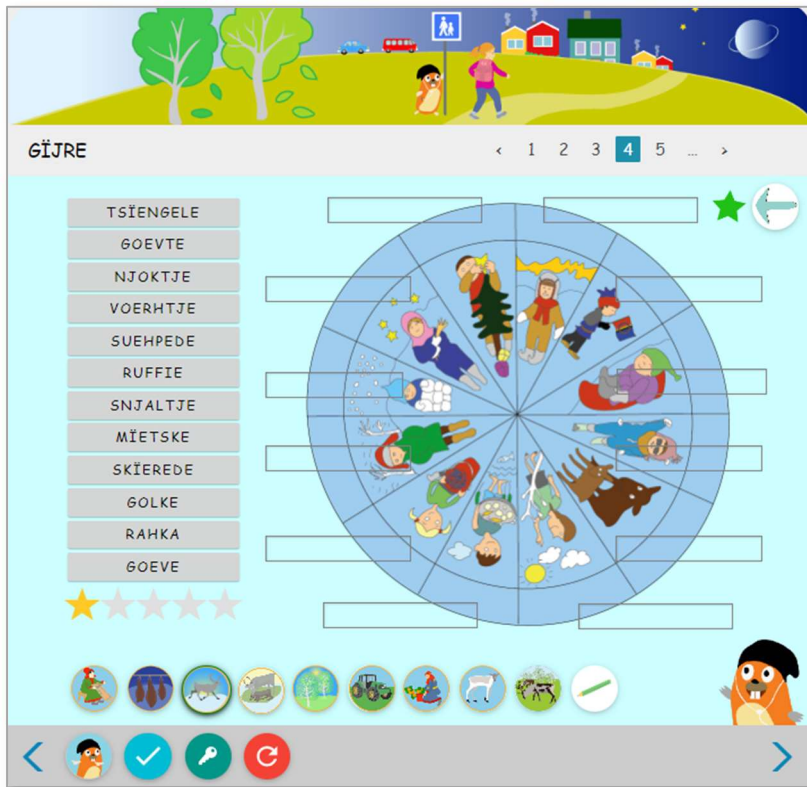 GÏJRE
‹ 1 2 3 4 5 ... ›
TSÏENGELE
GOEVTE
NJOKTJE
VOERHTJE
SUEHPEDE
RUFFIE
SNJALTJE
MÏETSKE
SKÏEREDE
GOLKE
RAHKA
GOEVE